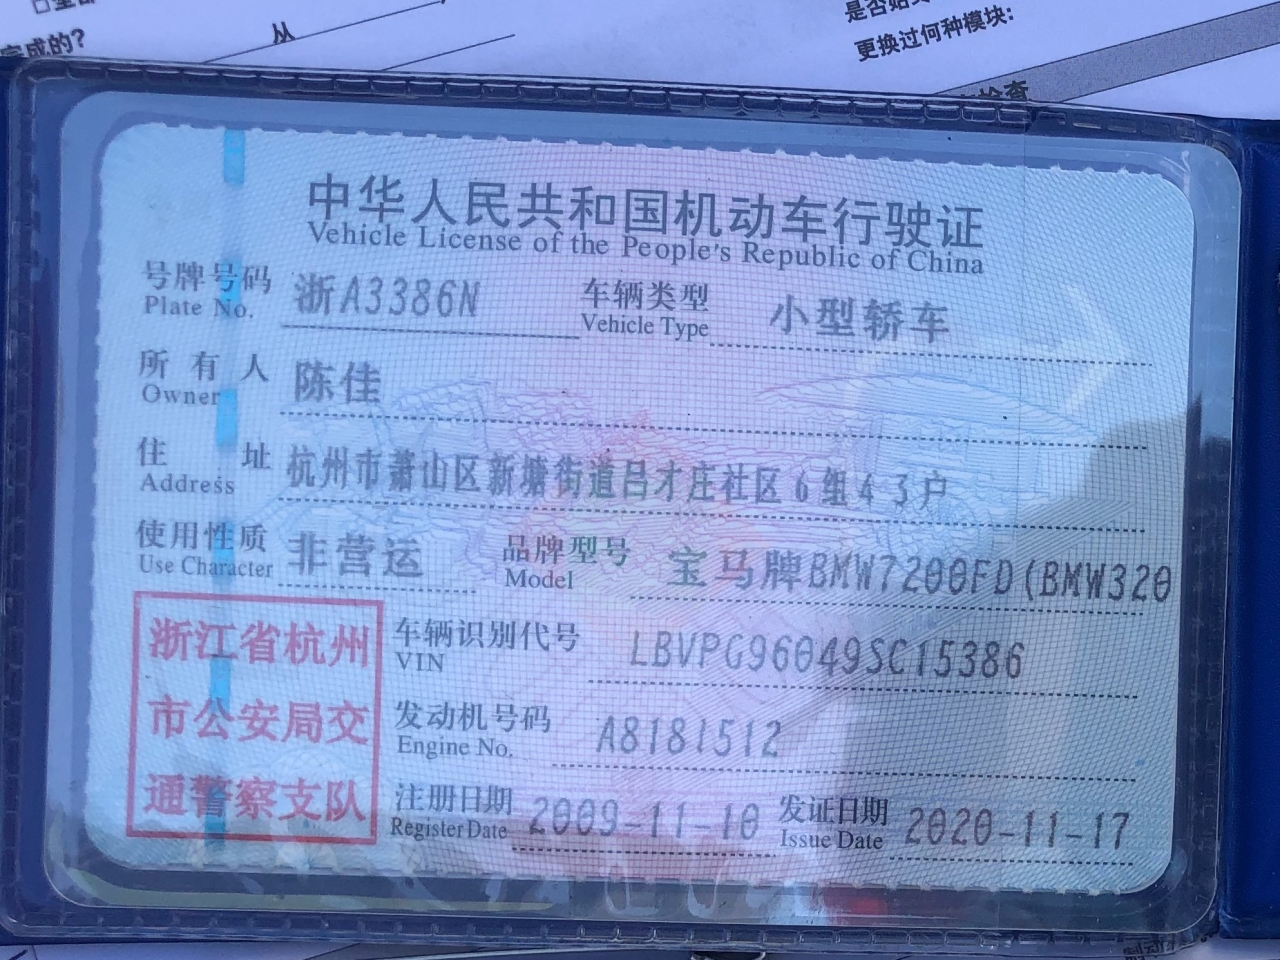 完成的?
从
更换过何种模块:
检查
中华人民共和国机动车行驶证
Vehicle License of the People's Republic of China
号牌号码 浙A3386N 车辆类型 小型轿车
Plate No. Vehicle Type
所有人 陈佳
Owner
住址 杭州市萧山区新塘街道吕才庄社区6组43户
Address
使用性质 非营运 品牌型号 宝马牌BMW7200FD(BMW320
Use Character Model
浙江省杭州
市公安局交
通警察支队
车辆识别代号 LBVPG96049SC15386
VIN
发动机号码 A8181512
Engine No.
注册日期 2009-11-10 发证日期 2020-11-17
Register Date Issue Date